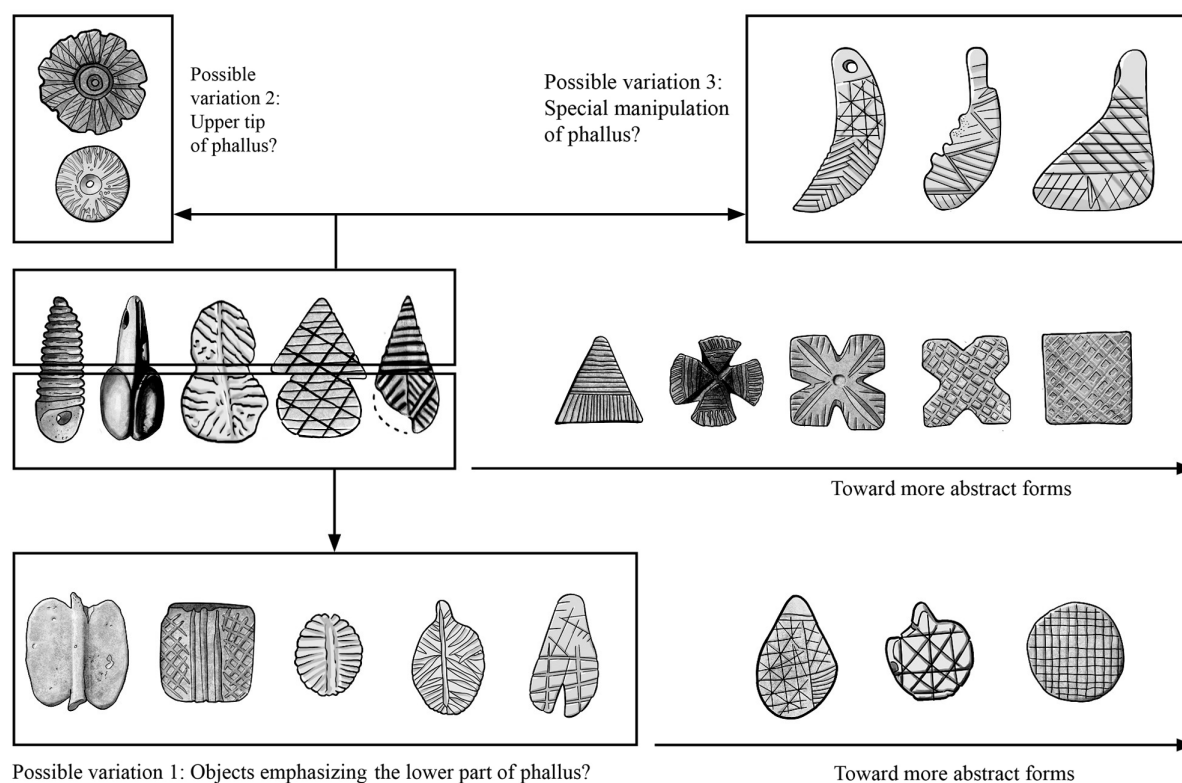 Possible
variation 2:
Upper tip
of phallus?
Possible variation 3:
Special manipulation
of phallus?
Toward more abstract forms
Possible variation 1: Objects emphasizing the lower part of phallus?
Toward more abstract forms